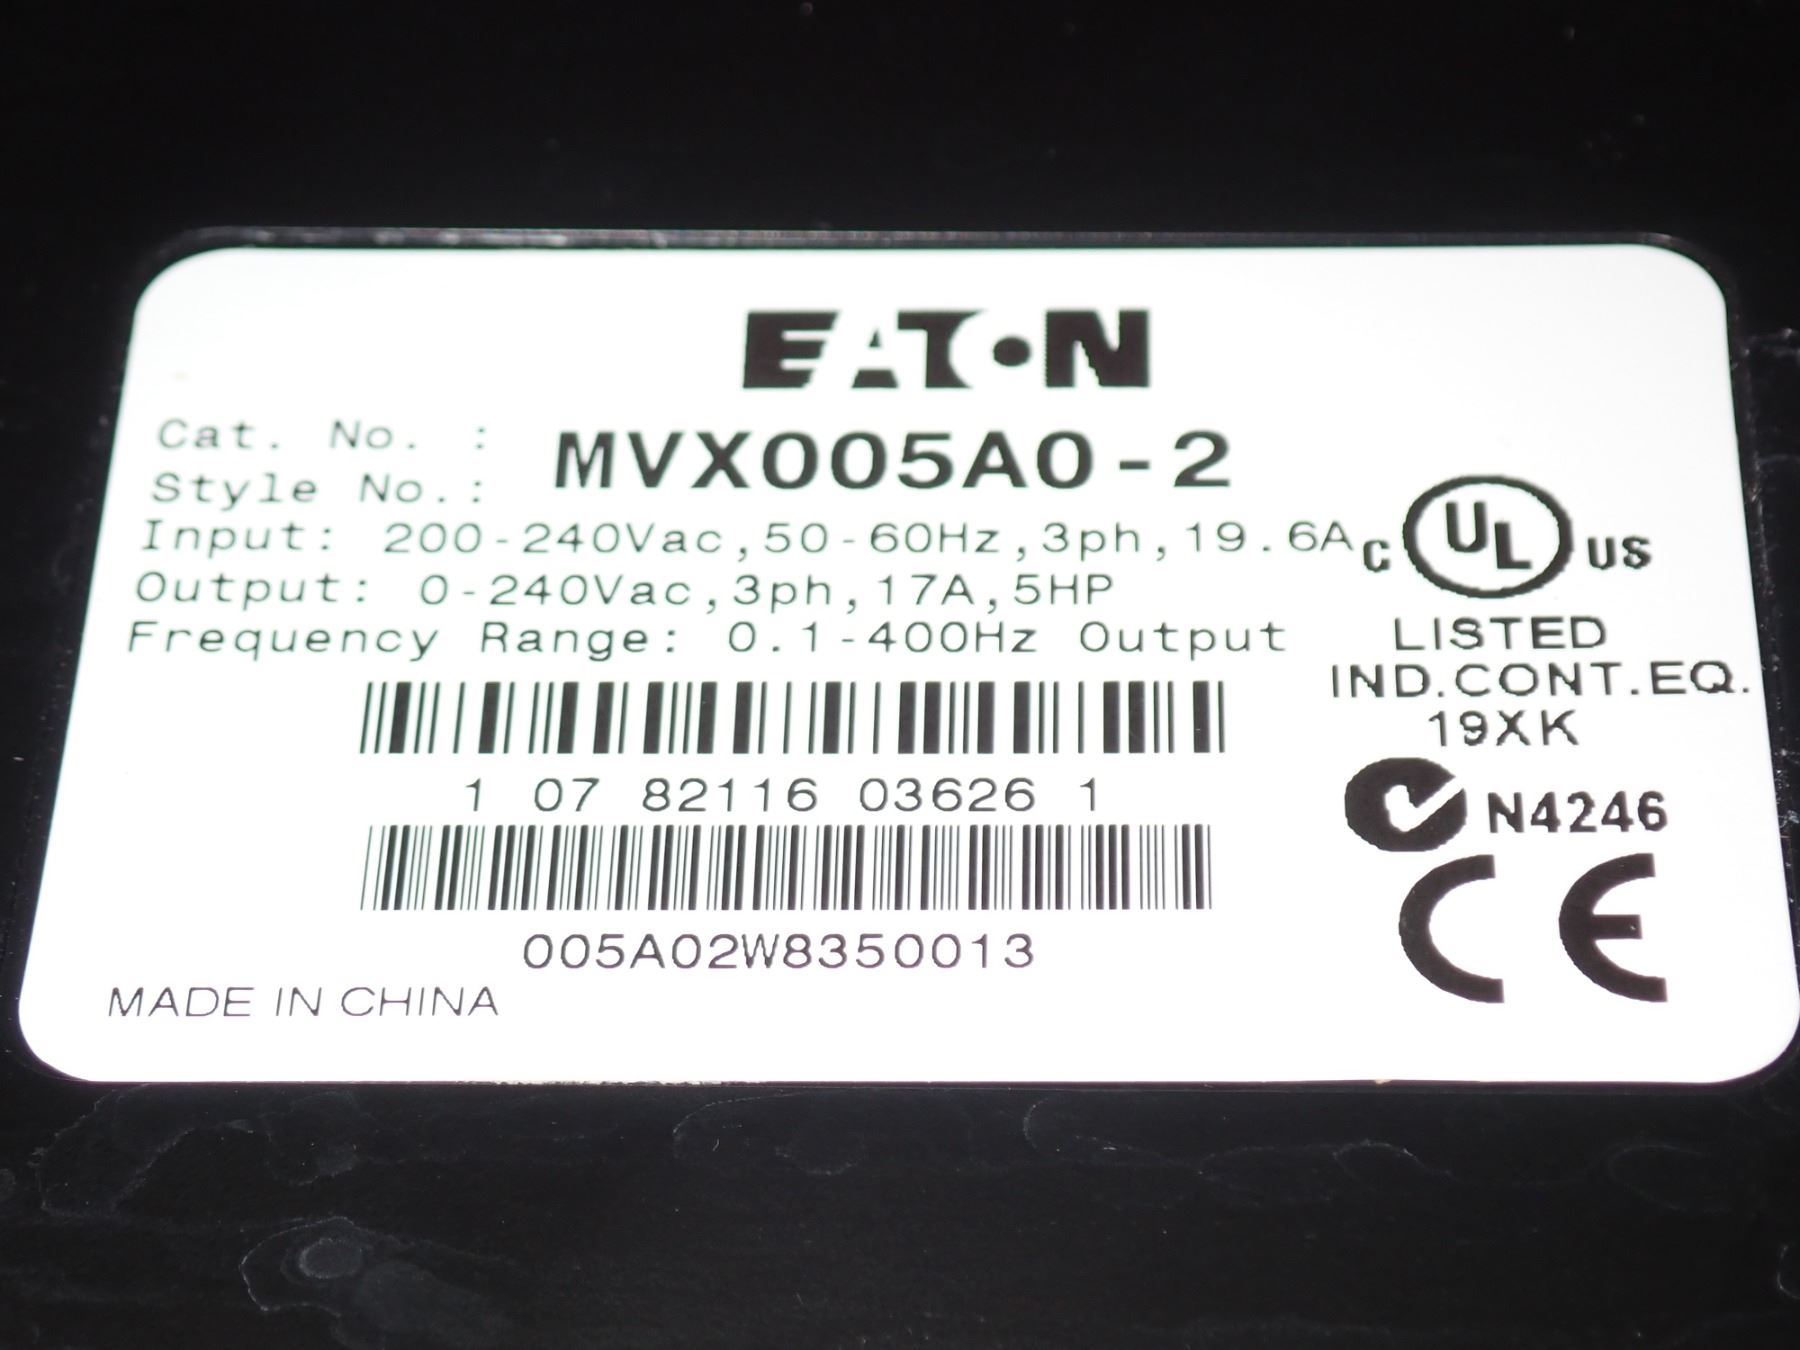 EATON
Cat. No. :
MVX005A0-2
Style No.:
Input: 200-240Vac,50-60Hz,3ph,19.6A
Output: 0-240Vac,3ph,17A,5HP
Frequency Range: 0.1-400Hz Output
C UL US
LISTED
IND.CONT.EQ.
19XK
1 07 82116 03626 1
N4246
005A02W8350013
CE
MADE IN CHINA